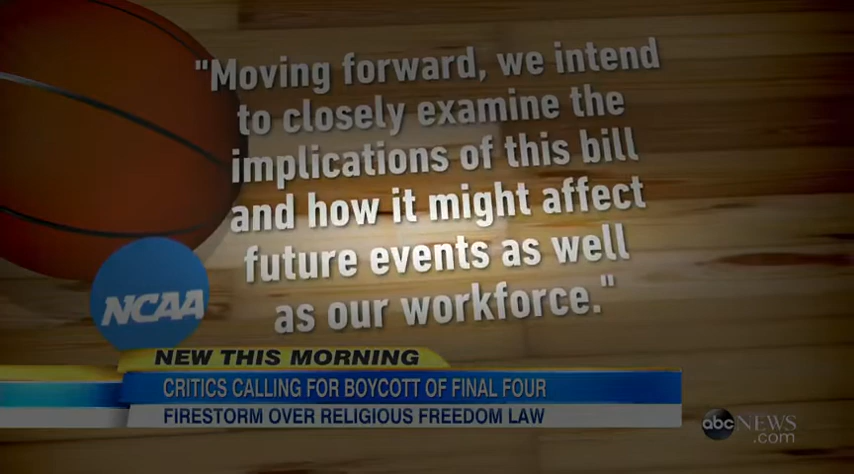 "Moving forward, we intend
to closely examine the
implications of this bill
and how it might affect
future events as well
as our workforce."
NCAA
NEW THIS MORNING
CRITICS CALLING FOR BOYCOTT OF FINAL FOUR
FIRESTORM OVER RELIGIOUS FREEDOM LAW
abc NEWS
.com